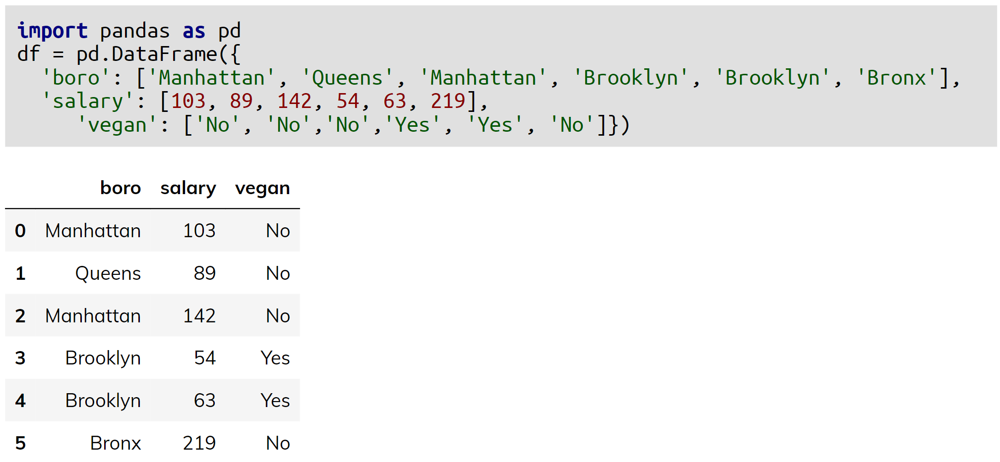 import pandas as pd
df = pd.DataFrame({
  'boro': ['Manhattan', 'Queens', 'Manhattan', 'Brooklyn', 'Brooklyn', 'Bronx'],
  'salary': [103, 89, 142, 54, 63, 219],
     'vegan': ['No', 'No','No','Yes', 'Yes', 'No']})
boro salary vegan
0 Manhattan 103 No
1 Queens 89 No
2 Manhattan 142 No
3 Brooklyn 54 Yes
4 Brooklyn 63 Yes
5 Bronx 219 No